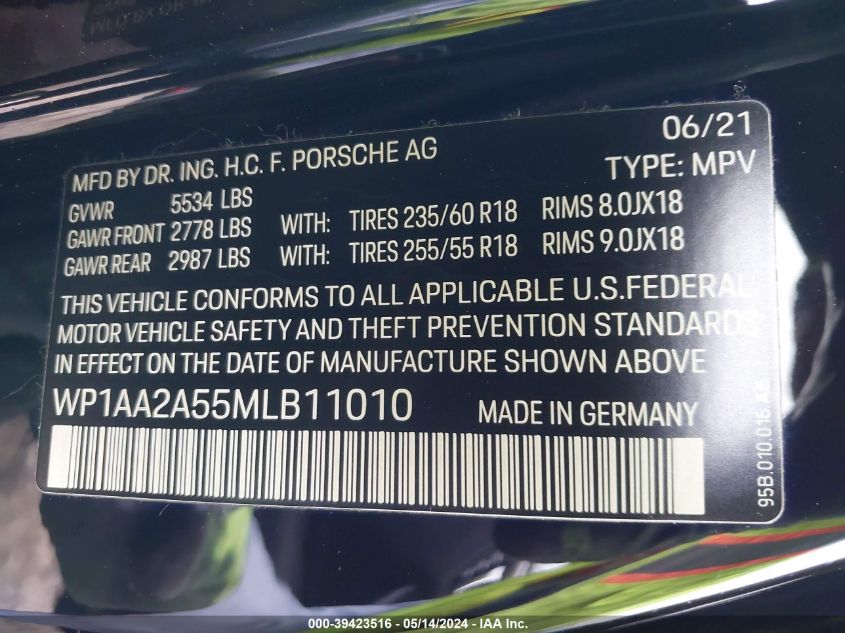 06/21
MFD BY DR. ING. H.C. F. PORSCHE AG TYPE: MPV
GVWR 5534 LBS
GAWR FRONT 2778 LBS WITH: TIRES 235/60 R18 RIMS 8.0JX18
GAWR REAR 2987 LBS WITH: TIRES 255/55 R18 RIMS 9.0JX18
THIS VEHICLE CONFORMS TO ALL APPLICABLE U.S.FEDERAL
MOTOR VEHICLE SAFETY AND THEFT PREVENTION STANDARDS
IN EFFECT ON THE DATE OF MANUFACTURE SHOWN ABOVE
WP1AA2A55MLB11010 MADE IN GERMANY
95B.010.016
000-39423516 - 05/14/2024 - IAA Inc.